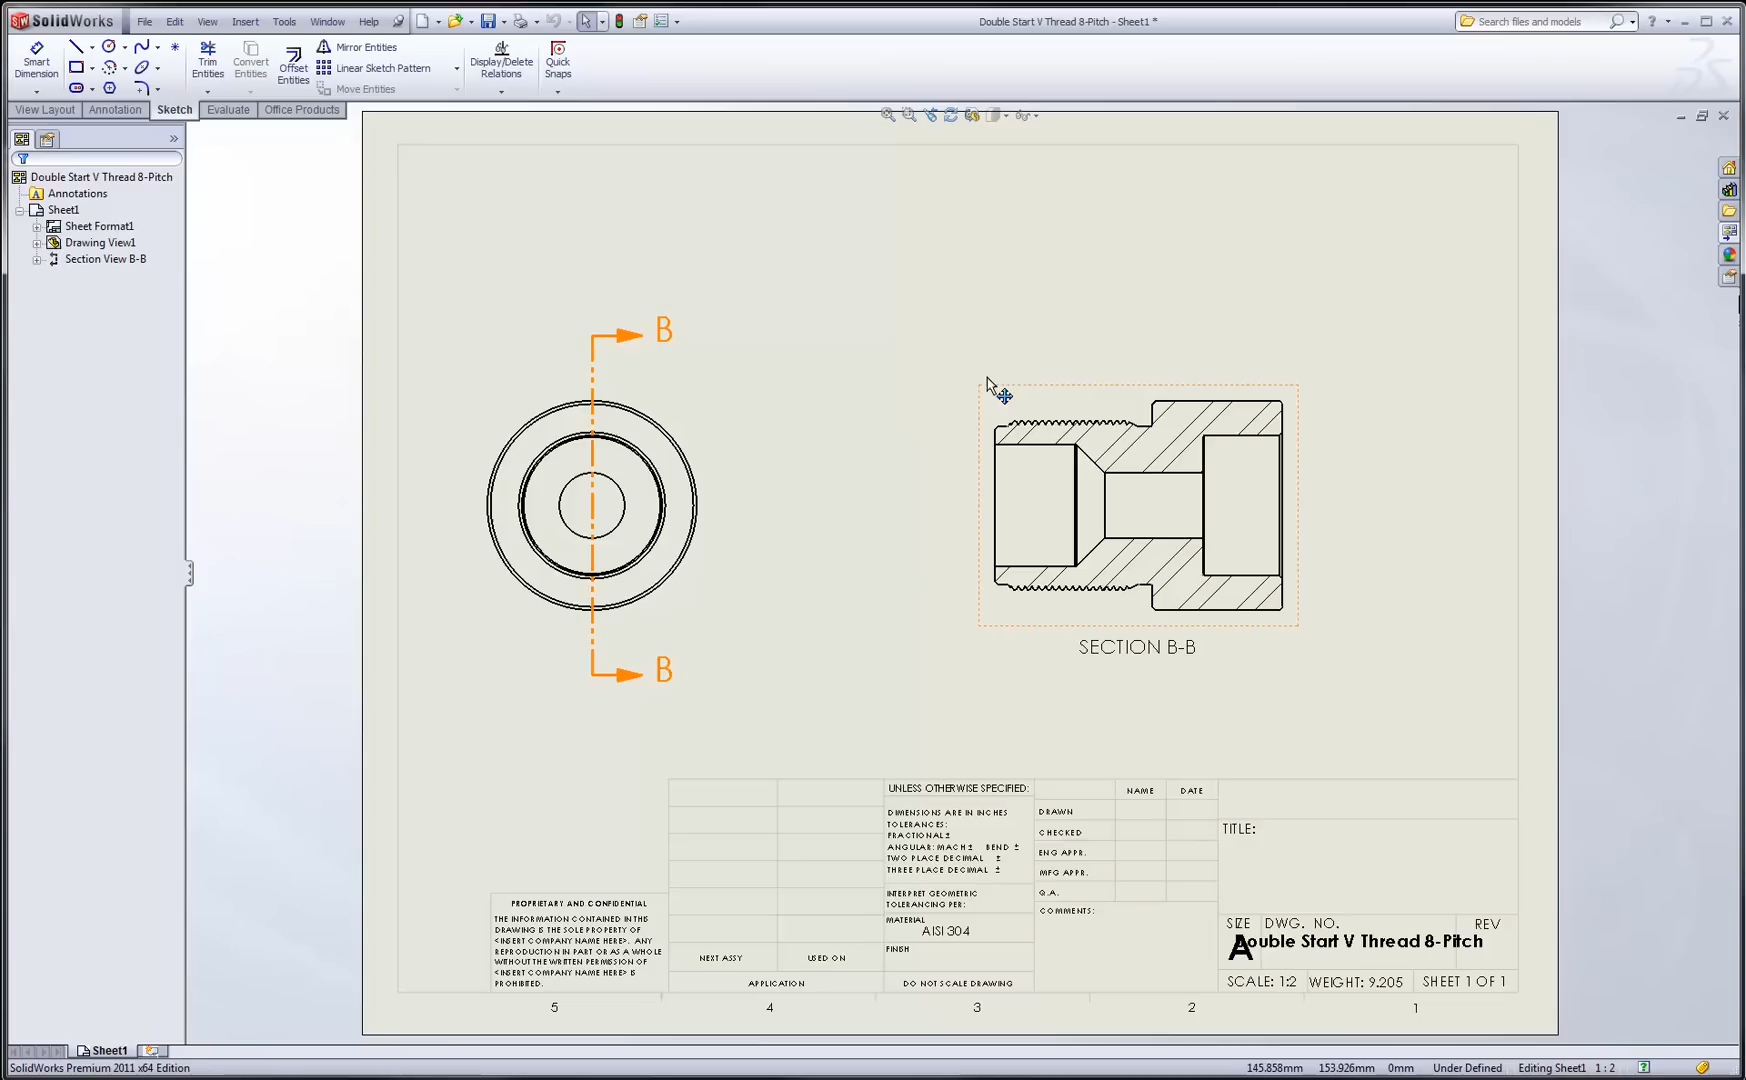 SolidWorks File Edit View Insert Tools Window Help Double Start V Thread 8-Pitch - Sheet1 * Search files and models
Smart Dimension
Trim Entities
Convert Entities
Offset Entities
Mirror Entities
Linear Sketch Pattern
Move Entities
Display/Delete Relations
Quick Snaps
View Layout Annotation Sketch Evaluate Office Products
Double Start V Thread 8-Pitch
Annotations
Sheet1
Sheet Format1
Drawing View1
Section View B-B
B
B
SECTION B-B
UNLESS OTHERWISE SPECIFIED:
DIMENSIONS ARE IN INCHES
TOLERANCES:
FRACTIONAL ±
ANGULAR: MACH ± BEND ±
TWO PLACE DECIMAL ±
THREE PLACE DECIMAL ±
INTERPRET GEOMETRIC
TOLERANCING PER:
MATERIAL
AISI 304
FINISH
DO NOT SCALE DRAWING
NAME DATE
DRAWN
CHECKED
ENG APPR.
MFG APPR.
Q.A.
COMMENTS:
TITLE:
SIZE DWG. NO. REV
A Double Start V Thread 8-Pitch
SCALE: 1:2 WEIGHT: 9.205 SHEET 1 OF 1
PROPRIETARY AND CONFIDENTIAL
THE INFORMATION CONTAINED IN THIS
DRAWING IS THE SOLE PROPERTY OF
<INSERT COMPANY NAME HERE>. ANY
REPRODUCTION IN PART OR AS A WHOLE
WITHOUT THE WRITTEN PERMISSION OF
<INSERT COMPANY NAME HERE> IS
PROHIBITED.
NEXT ASSY USED ON
APPLICATION
5 4 3 2 1
Sheet1
SolidWorks Premium 2011 x64 Edition 145.858mm 153.926mm 0mm Under Defined Editing Sheet1 1 : 2